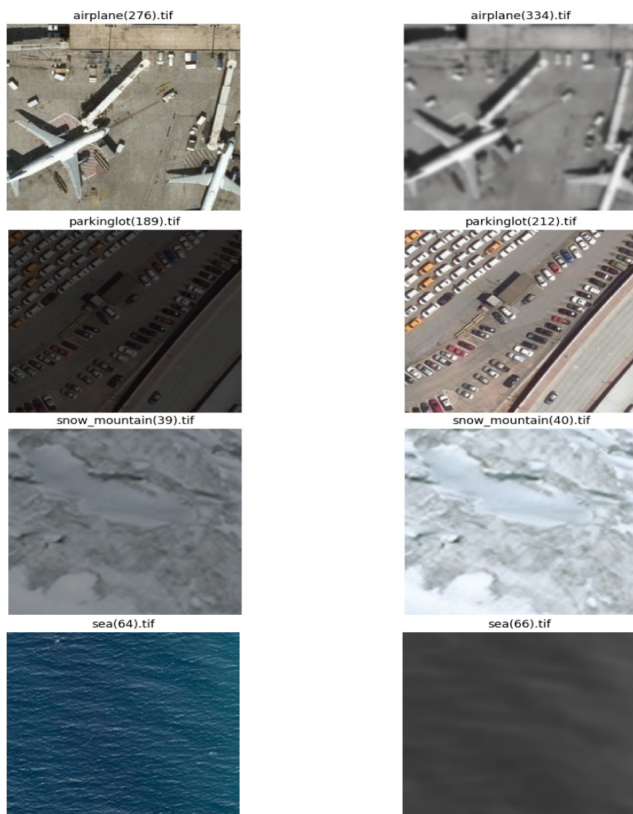 airplane(276).tif
airplane(334).tif
parkinglot(189).tif
parkinglot(212).tif
snow_mountain(39).tif
snow_mountain(40).tif
sea(64).tif
sea(66).tif